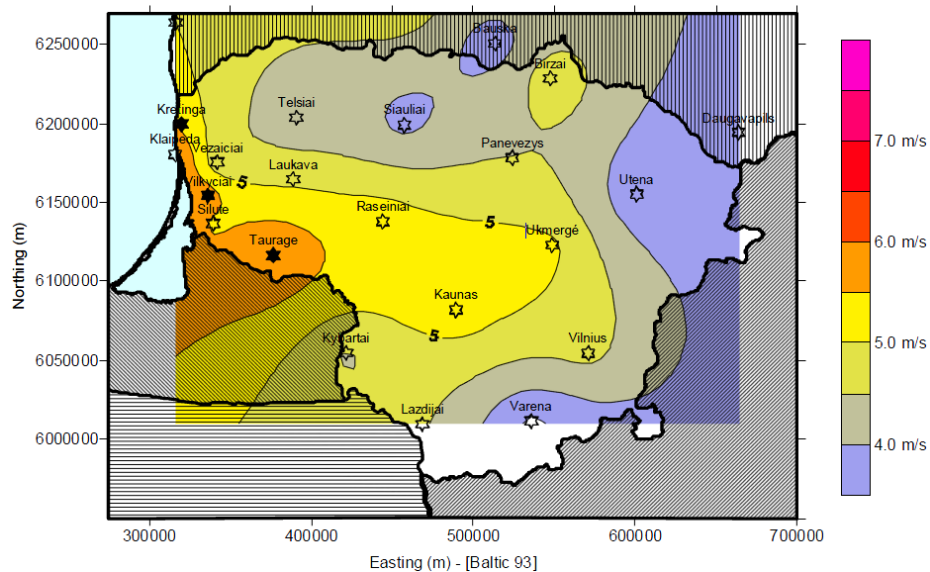 6250000
6200000
6150000
6100000
6050000
6000000
Northing (m)
Bauska
Birzai
Telsiai
Siauliai
Kretinga
Daugavapils
Klaipeda
Vezaiciai
Panevezys
Laukava
5
Vilkyciai
Utena
Silute
Raseiniai
5
Ukmergé
Taurage
Kaunas
5
Kybartai
Vilnius
Lazdijai
Varena
7.0 m/s
6.0 m/s
5.0 m/s
4.0 m/s
300000
400000
500000
600000
700000
Easting (m) - [Baltic 93]